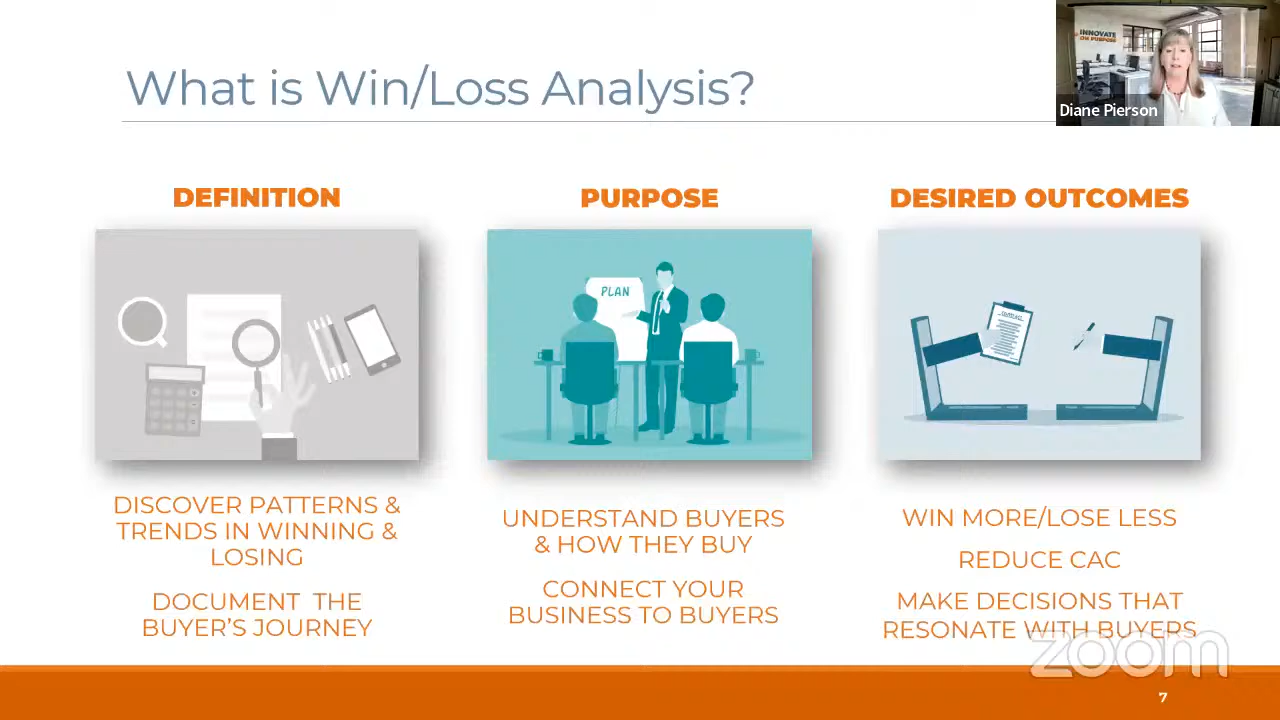 What is Win/Loss Analysis?
INNOVATE
ON PURPOSE
Diane Pierson
DEFINITION
DISCOVER PATTERNS &
TRENDS IN WINNING &
LOSING
DOCUMENT THE
BUYER'S JOURNEY
PURPOSE
PLAN
UNDERSTAND BUYERS
& HOW THEY BUY
CONNECT YOUR
BUSINESS TO BUYERS
DESIRED OUTCOMES
CONTRACT
WIN MORE/LOSE LESS
REDUCE CAC
MAKE DECISIONS THAT
RESONATE WITH BUYERS
zoom
7